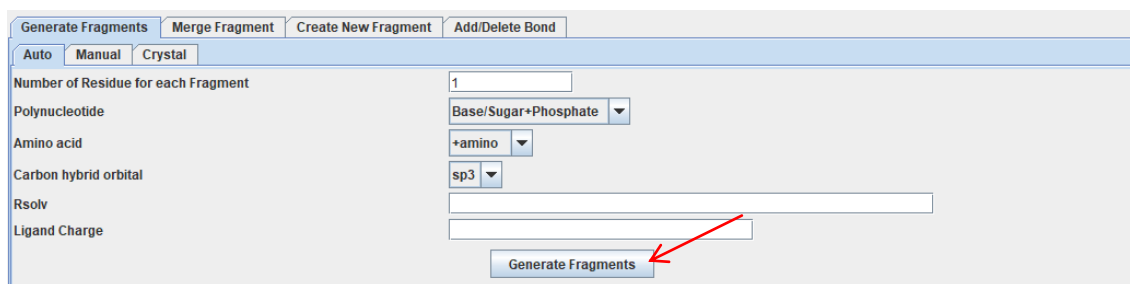 Generate Fragments Merge Fragment Create New Fragment Add/Delete Bond
Auto Manual Crystal
Number of Residue for each Fragment 1
Polynucleotide Base/Sugar+Phosphate
Amino acid +amino
Carbon hybrid orbital sp3
Rsolv
Ligand Charge
Generate Fragments